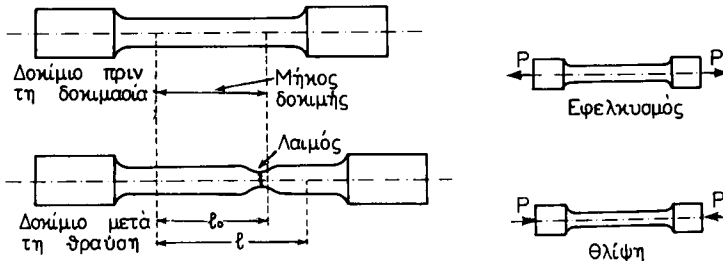 Δοκίμιο πριν
τη δοκιμασία
Μήκος
δοκιμής
Λαιμός
Δοκίμιο μετά
τη θραύση
ℓ₀
ℓ
P
P
Εφελκυσμός
P
P
Θλίψη